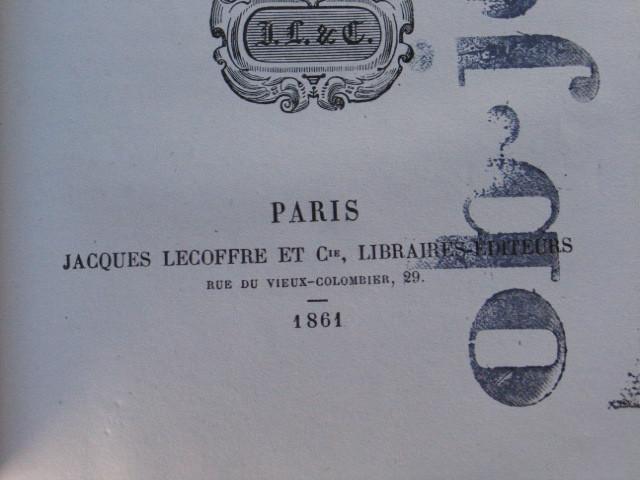 J. L. & C.
PARIS
JACQUES LECOFFRE ET Cie, LIBRAIRES-ÉDITEURS
RUE DU VIEUX-COLOMBIER, 29.
1861